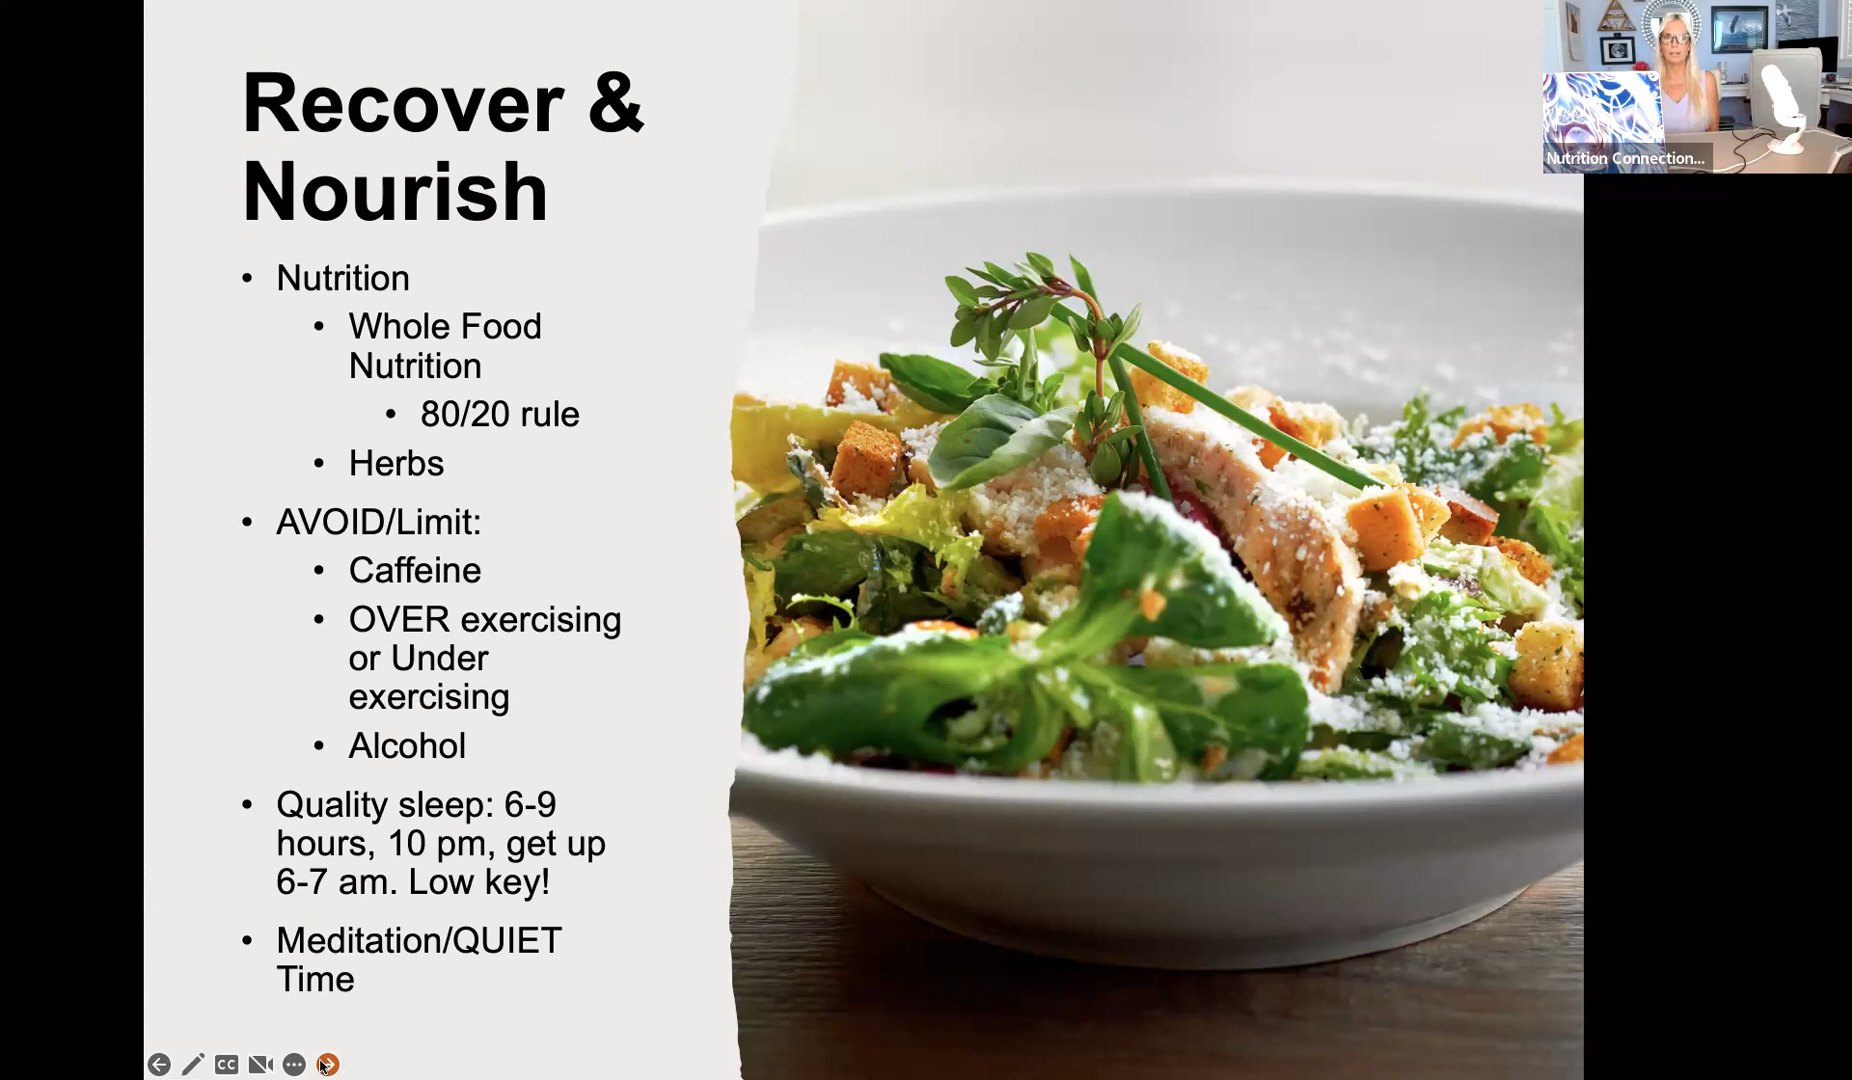 Recover &
Nourish
• Nutrition
• Whole Food
Nutrition
• 80/20 rule
• Herbs
• AVOID/Limit:
• Caffeine
• OVER exercising
or Under
exercising
• Alcohol
• Quality sleep: 6-9
hours, 10 pm, get up
6-7 am. Low key!
• Meditation/QUIET
Time
Nutrition Connection...
CC